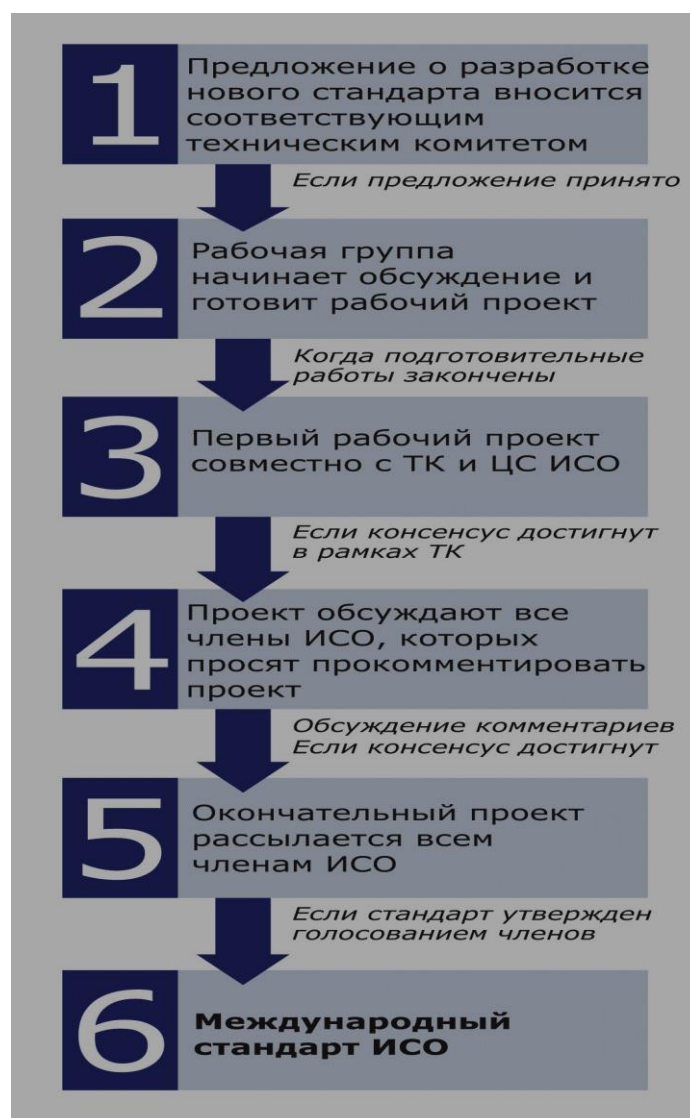 1
Предложение о разработке
нового стандарта вносится
соответствующим
техническим комитетом
Если предложение принято
2
Рабочая группа
начинает обсуждение и
готовит рабочий проект
Когда подготовительные
работы закончены
3
Первый рабочий проект
совместно с ТК и ЦС ИСО
Если консенсус достигнут
в рамках ТК
4
Проект обсуждают все
члены ИСО, которых
просят прокомментировать
проект
Обсуждение комментариев
Если консенсус достигнут
5
Окончательный проект
рассылается всем
членам ИСО
Если стандарт утвержден
голосованием членов
6
Международный
стандарт ИСО